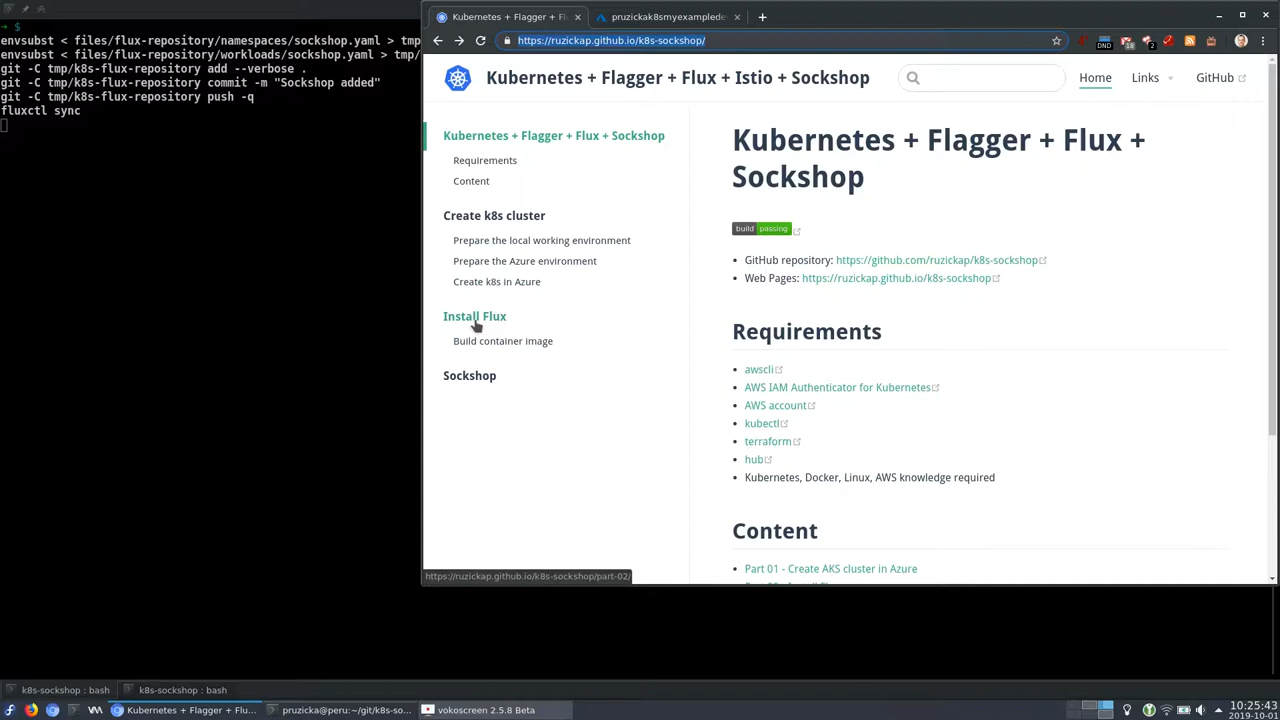 → $
envsubst < files/flux-repository/namespaces/sockshop.yaml > tmp
envsubst < files/flux-repository/workloads/sockshop.yaml > tmp/
git -C tmp/k8s-flux-repository add --verbose .
git -C tmp/k8s-flux-repository commit -m "Sockshop added"
git -C tmp/k8s-flux-repository push -q
fluxctl sync
Kubernetes + Flagger + Fl
pruzickak8smyexamplede
https://ruzickap.github.io/k8s-sockshop/
DND
18
2
Kubernetes + Flagger + Flux + Istio + Sockshop
Home
Links
GitHub
Kubernetes + Flagger + Flux + Sockshop
Requirements
Content
Create k8s cluster
Prepare the local working environment
Prepare the Azure environment
Create k8s in Azure
Install Flux
Build container image
Sockshop
Kubernetes + Flagger + Flux +
Sockshop
build passing
• GitHub repository: https://github.com/ruzickap/k8s-sockshop
• Web Pages: https://ruzickap.github.io/k8s-sockshop
Requirements
• awscli
• AWS IAM Authenticator for Kubernetes
• AWS account
• kubectl
• terraform
• hub
• Kubernetes, Docker, Linux, AWS knowledge required
Content
Part 01 - Create AKS cluster in Azure
https://ruzickap.github.io/k8s-sockshop/part-02/
k8s-sockshop : bash
k8s-sockshop : bash
Kubernetes + Flagger + Flu...
pruzicka@peru:~/git/k8s-so...
vokoscreen 2.5.8 Beta
10:25:43
2019-10-01